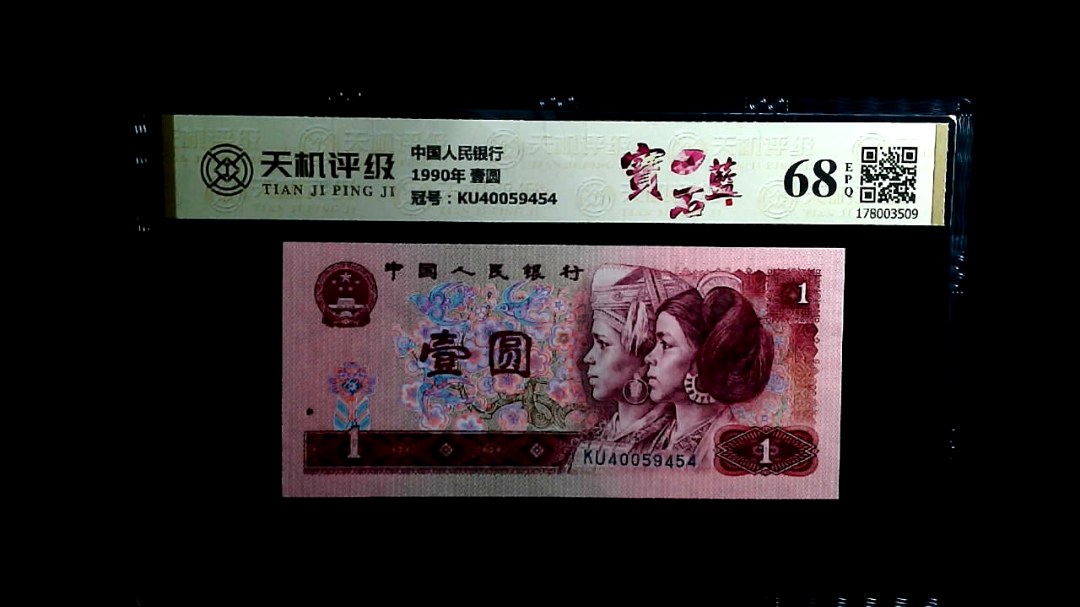 天机评级
TIAN JI PING JI
中国人民银行
1990年 壹圆
冠号：KU40059454
寶石藍
68
EPQ
178003509
中国人民银行
1
壹圆
1
KU40059454
1